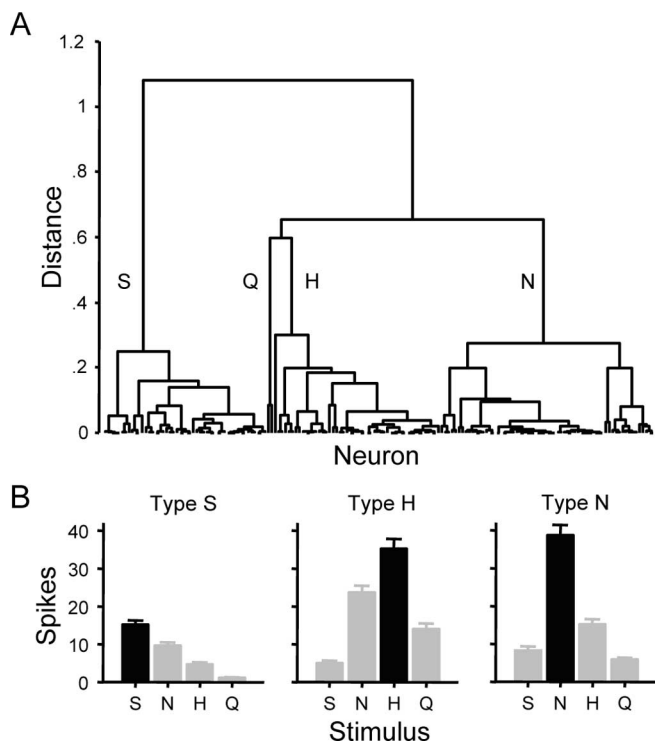 A
1.2
1
.8
.6
.4
.2
0
Distance
S
Q
H
N
Neuron
B
Type S
Type H
Type N
40
30
20
10
0
Spikes
S N H Q
S N H Q
S N H Q
Stimulus